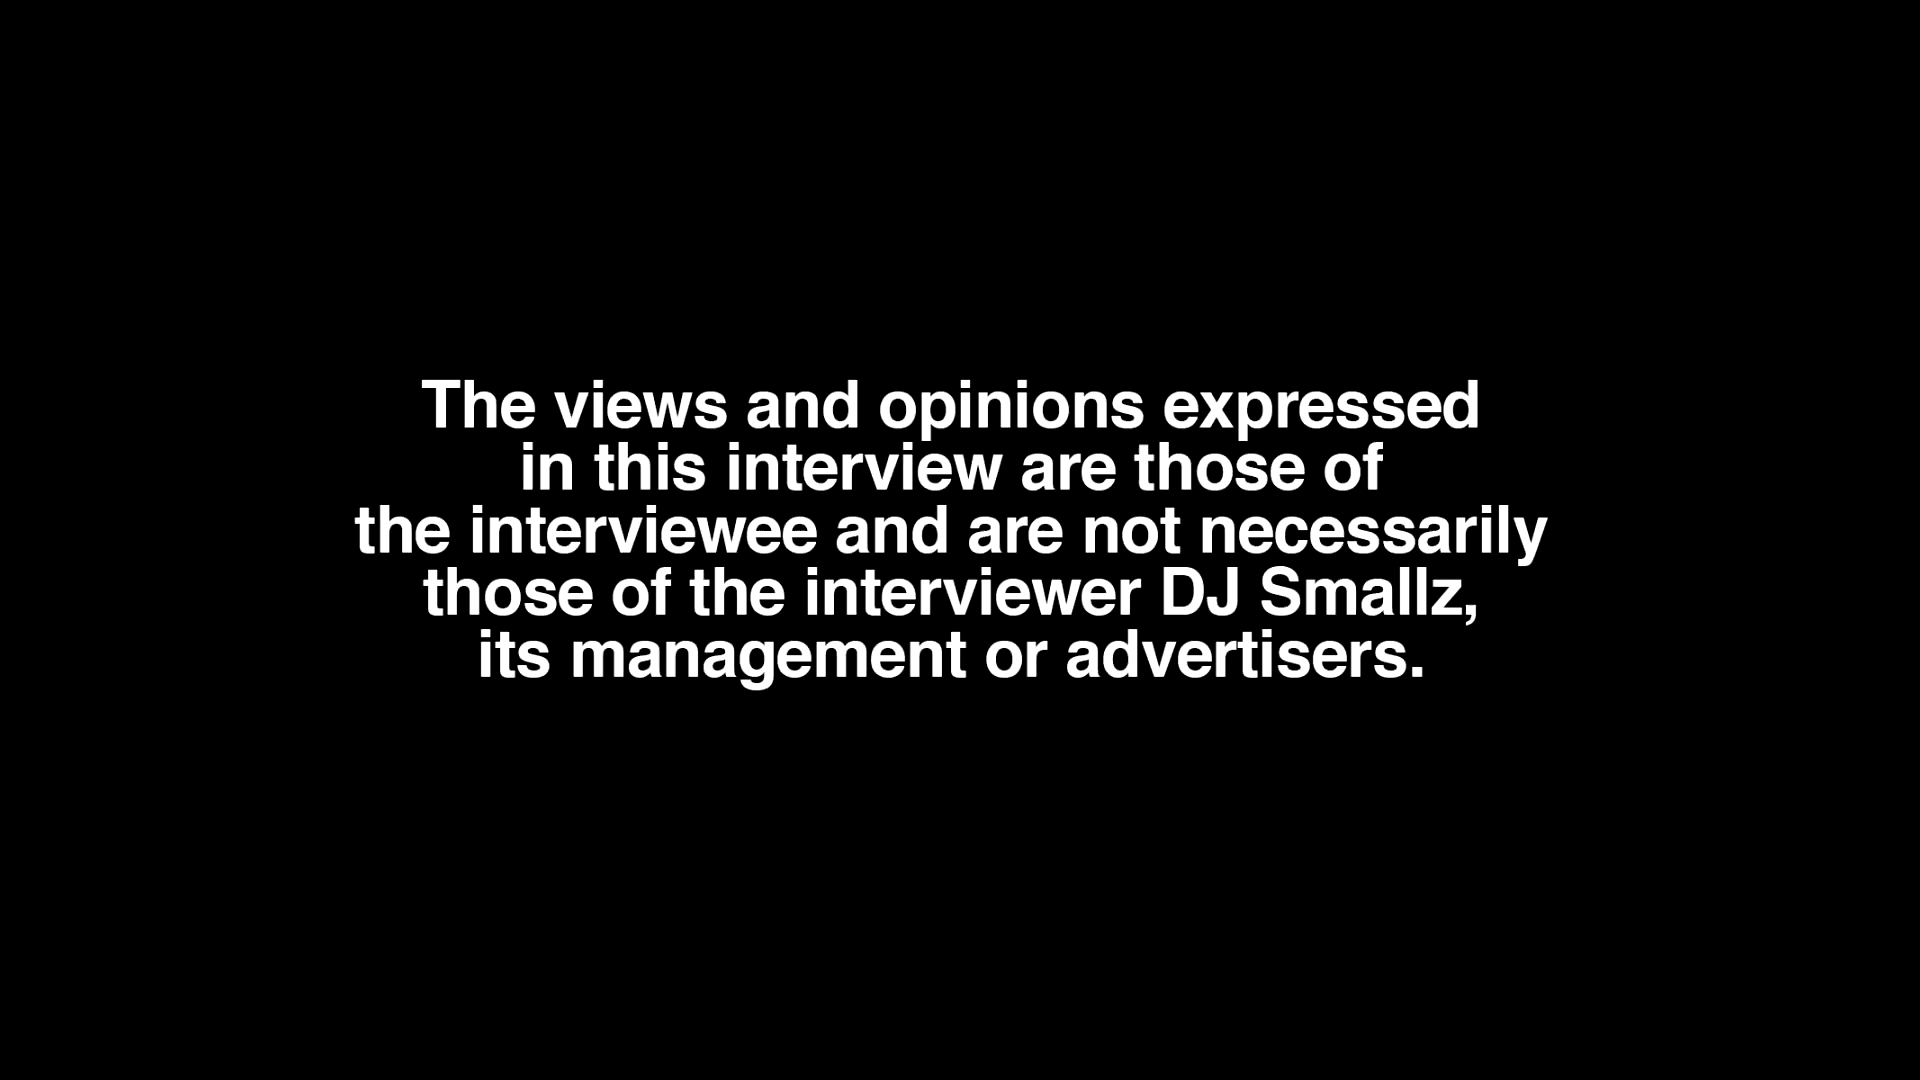 The views and opinions expressed
in this interview are those of
the interviewee and are not necessarily
those of the interviewer DJ Smallz,
its management or advertisers.